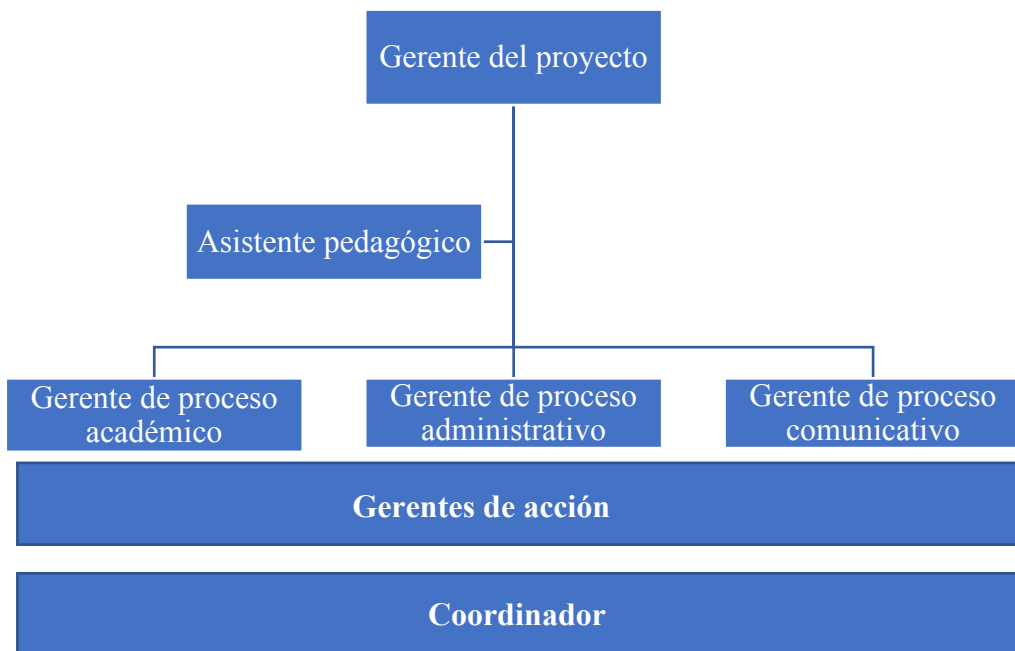 Gerente del proyecto
Asistente pedagógico
Gerente de proceso
académico
Gerente de proceso
administrativo
Gerente de proceso
comunicativo
Gerentes de acción
Coordinador